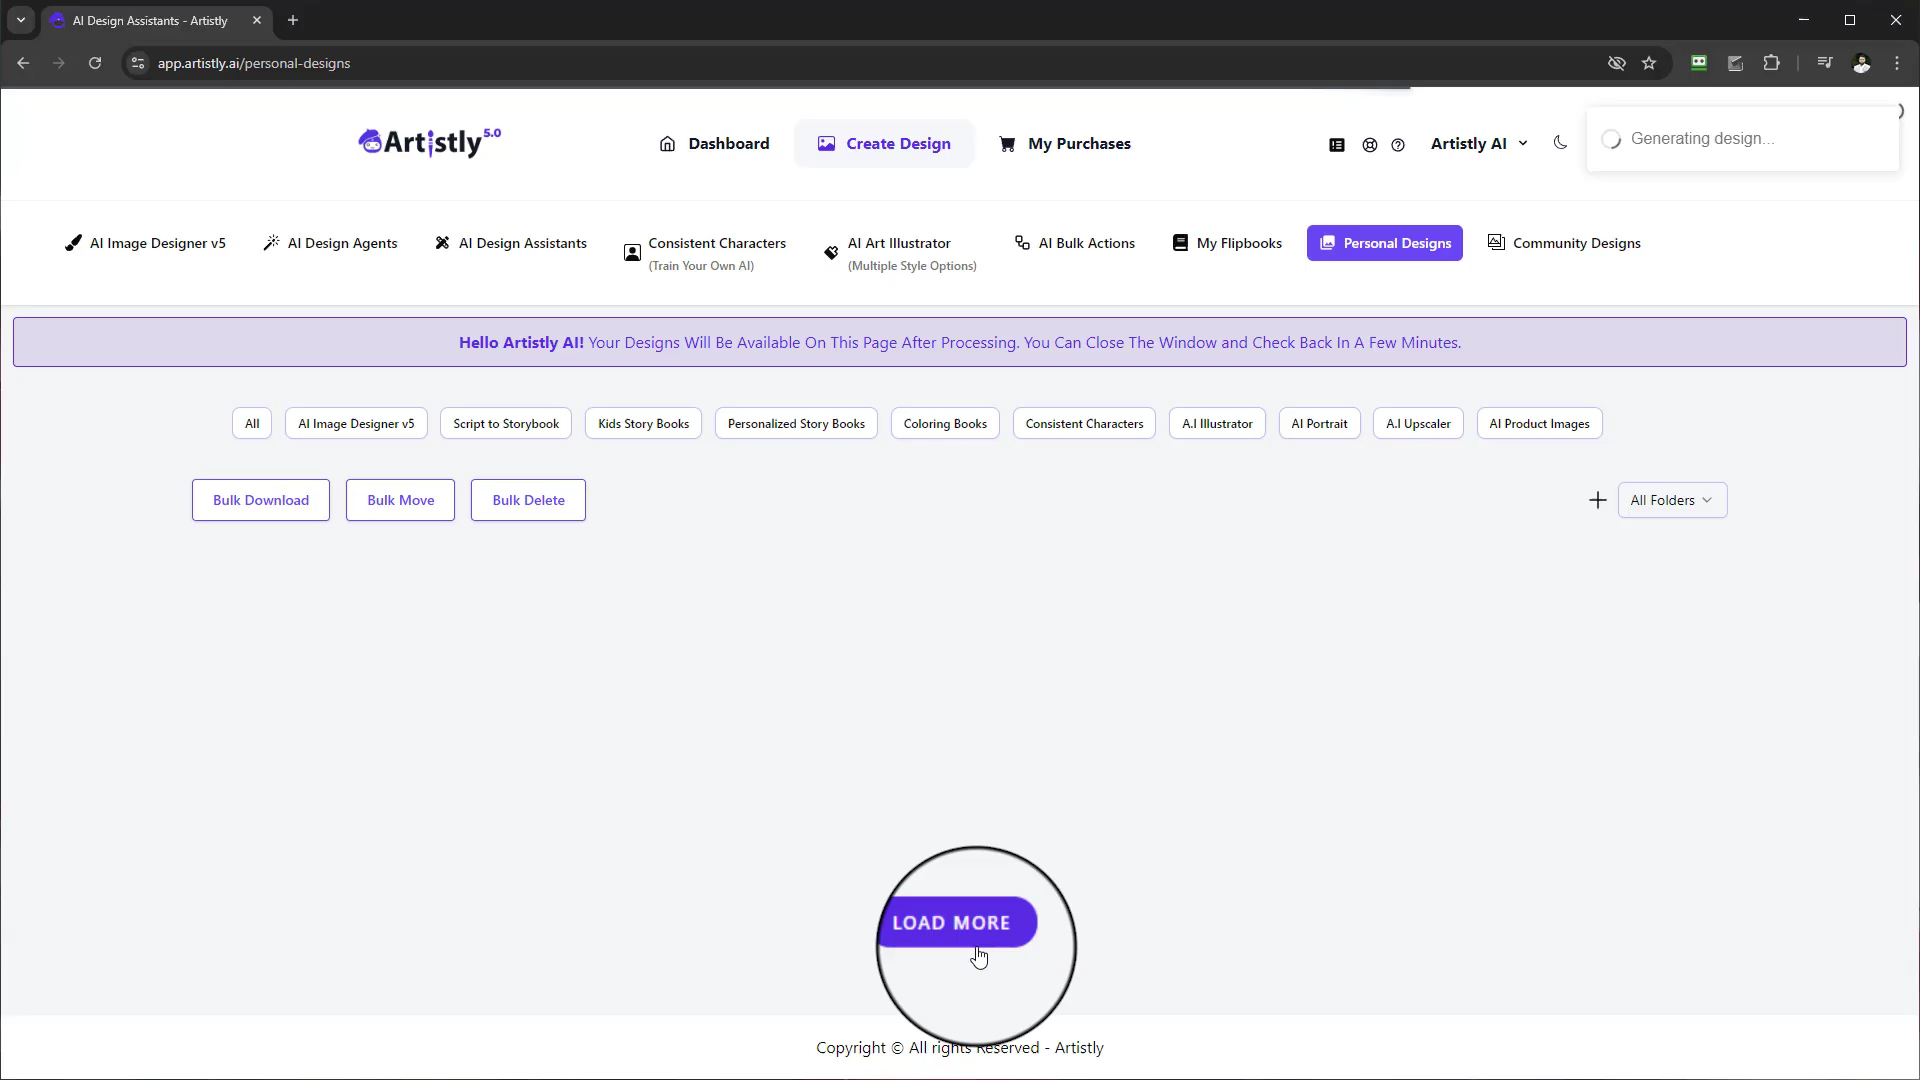 AI Design Assistants - Artistly
app.artistly.ai/personal-designs
Artistly 5.0
Dashboard
Create Design
My Purchases
Artistly AI
Generating design...
AI Image Designer v5
AI Design Agents
AI Design Assistants
Consistent Characters
(Train Your Own AI)
AI Art Illustrator
(Multiple Style Options)
AI Bulk Actions
My Flipbooks
Personal Designs
Community Designs
Hello Artistly AI! Your Designs Will Be Available On This Page After Processing. You Can Close The Window and Check Back In A Few Minutes.
All
AI Image Designer v5
Script to Storybook
Kids Story Books
Personalized Story Books
Coloring Books
Consistent Characters
A.I Illustrator
AI Portrait
A.I Upscaler
AI Product Images
Bulk Download
Bulk Move
Bulk Delete
All Folders
LOAD MORE
Copyright © All rights Reserved - Artistly